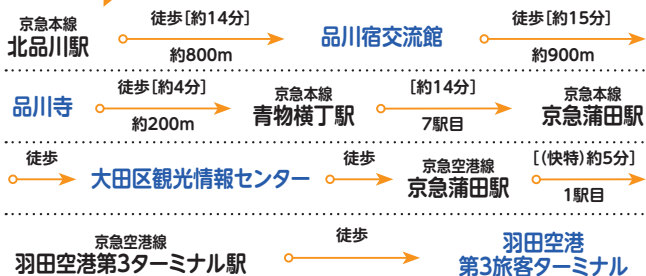 京急本線
北品川駅
徒歩[約14分]
約800m
品川宿交流館
徒歩[約15分]
約900m
品川寺
徒歩[約4分]
約200m
京急本線
青物横丁駅
[約14分]
7駅目
京急本線
京急蒲田駅
徒歩
大田区観光情報センター
徒歩
京急空港線
京急蒲田駅
[(快特)約5分]
1駅目
京急空港線
羽田空港第3ターミナル駅
徒歩
羽田空港
第3旅客ターミナル